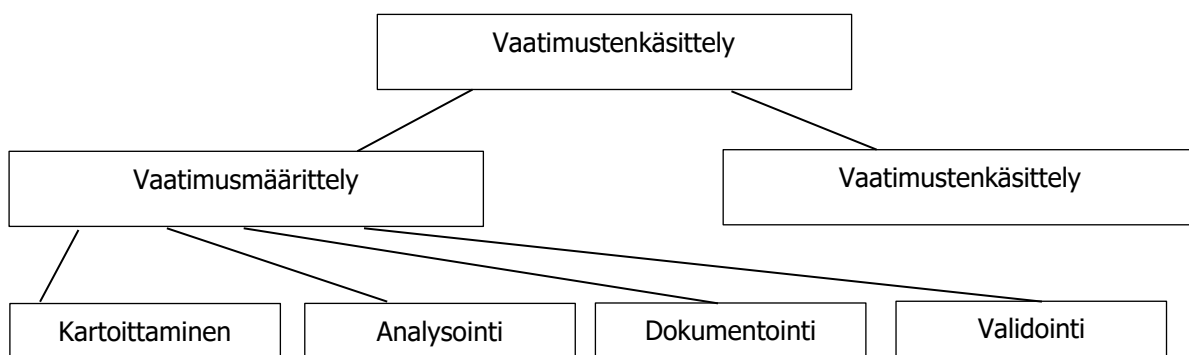 Vaatimustenkäsittely
Vaatimusmäärittely
Vaatimustenkäsittely
Kartoittaminen
Analysointi
Dokumentointi
Validointi